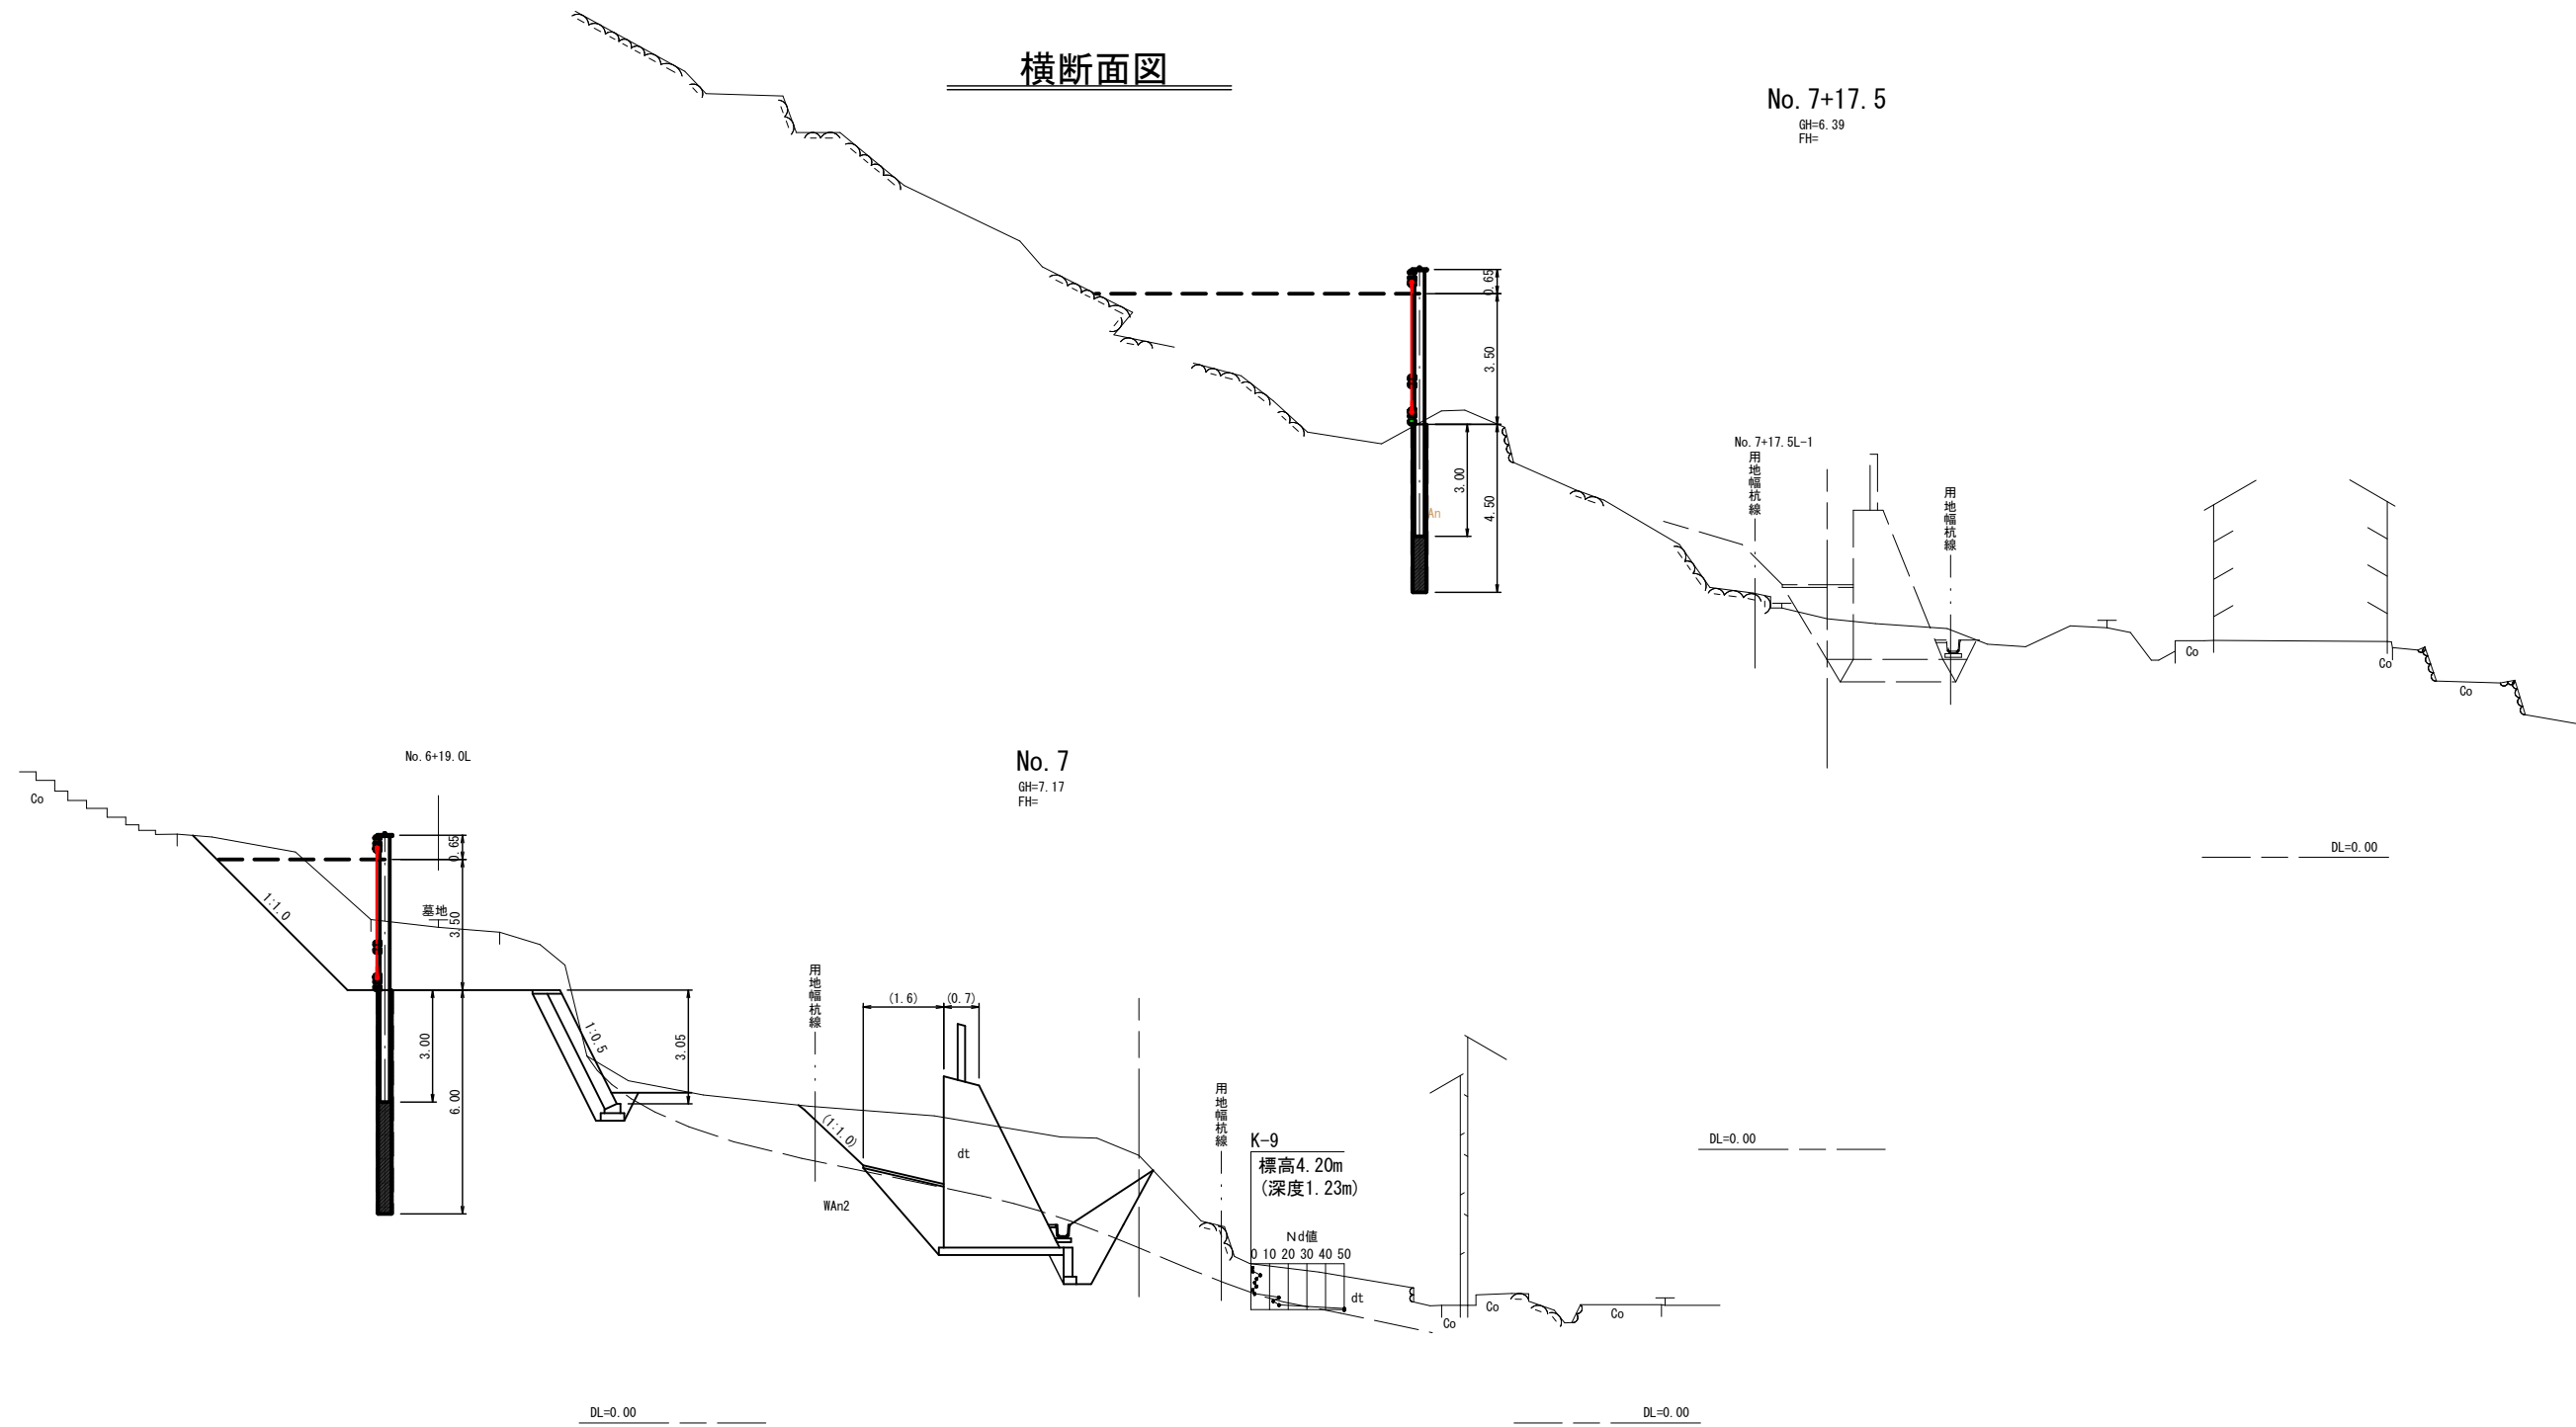 横断面図
No.7+17.5
GH=6.39
FH=
0.65
3.50
3.00
4.50
An
No.7+17.5L-1
用地幅杭線
用地幅杭線
Co
Co
Co
DL=0.00
No.6+19.0L
No.7
GH=7.17
FH=
Co
0.65
1:1.0
墓地
3.50
3.00
6.00
1:0.5
3.05
用地幅杭線
(1.6)
(0.7)
(1:1.0)
dt
WAn2
用地幅杭線
K-9
標高4.20m
(深度1.23m)
Nd値
0 10 20 30 40 50
dt
Co
Co
Co
DL=0.00
DL=0.00
DL=0.00